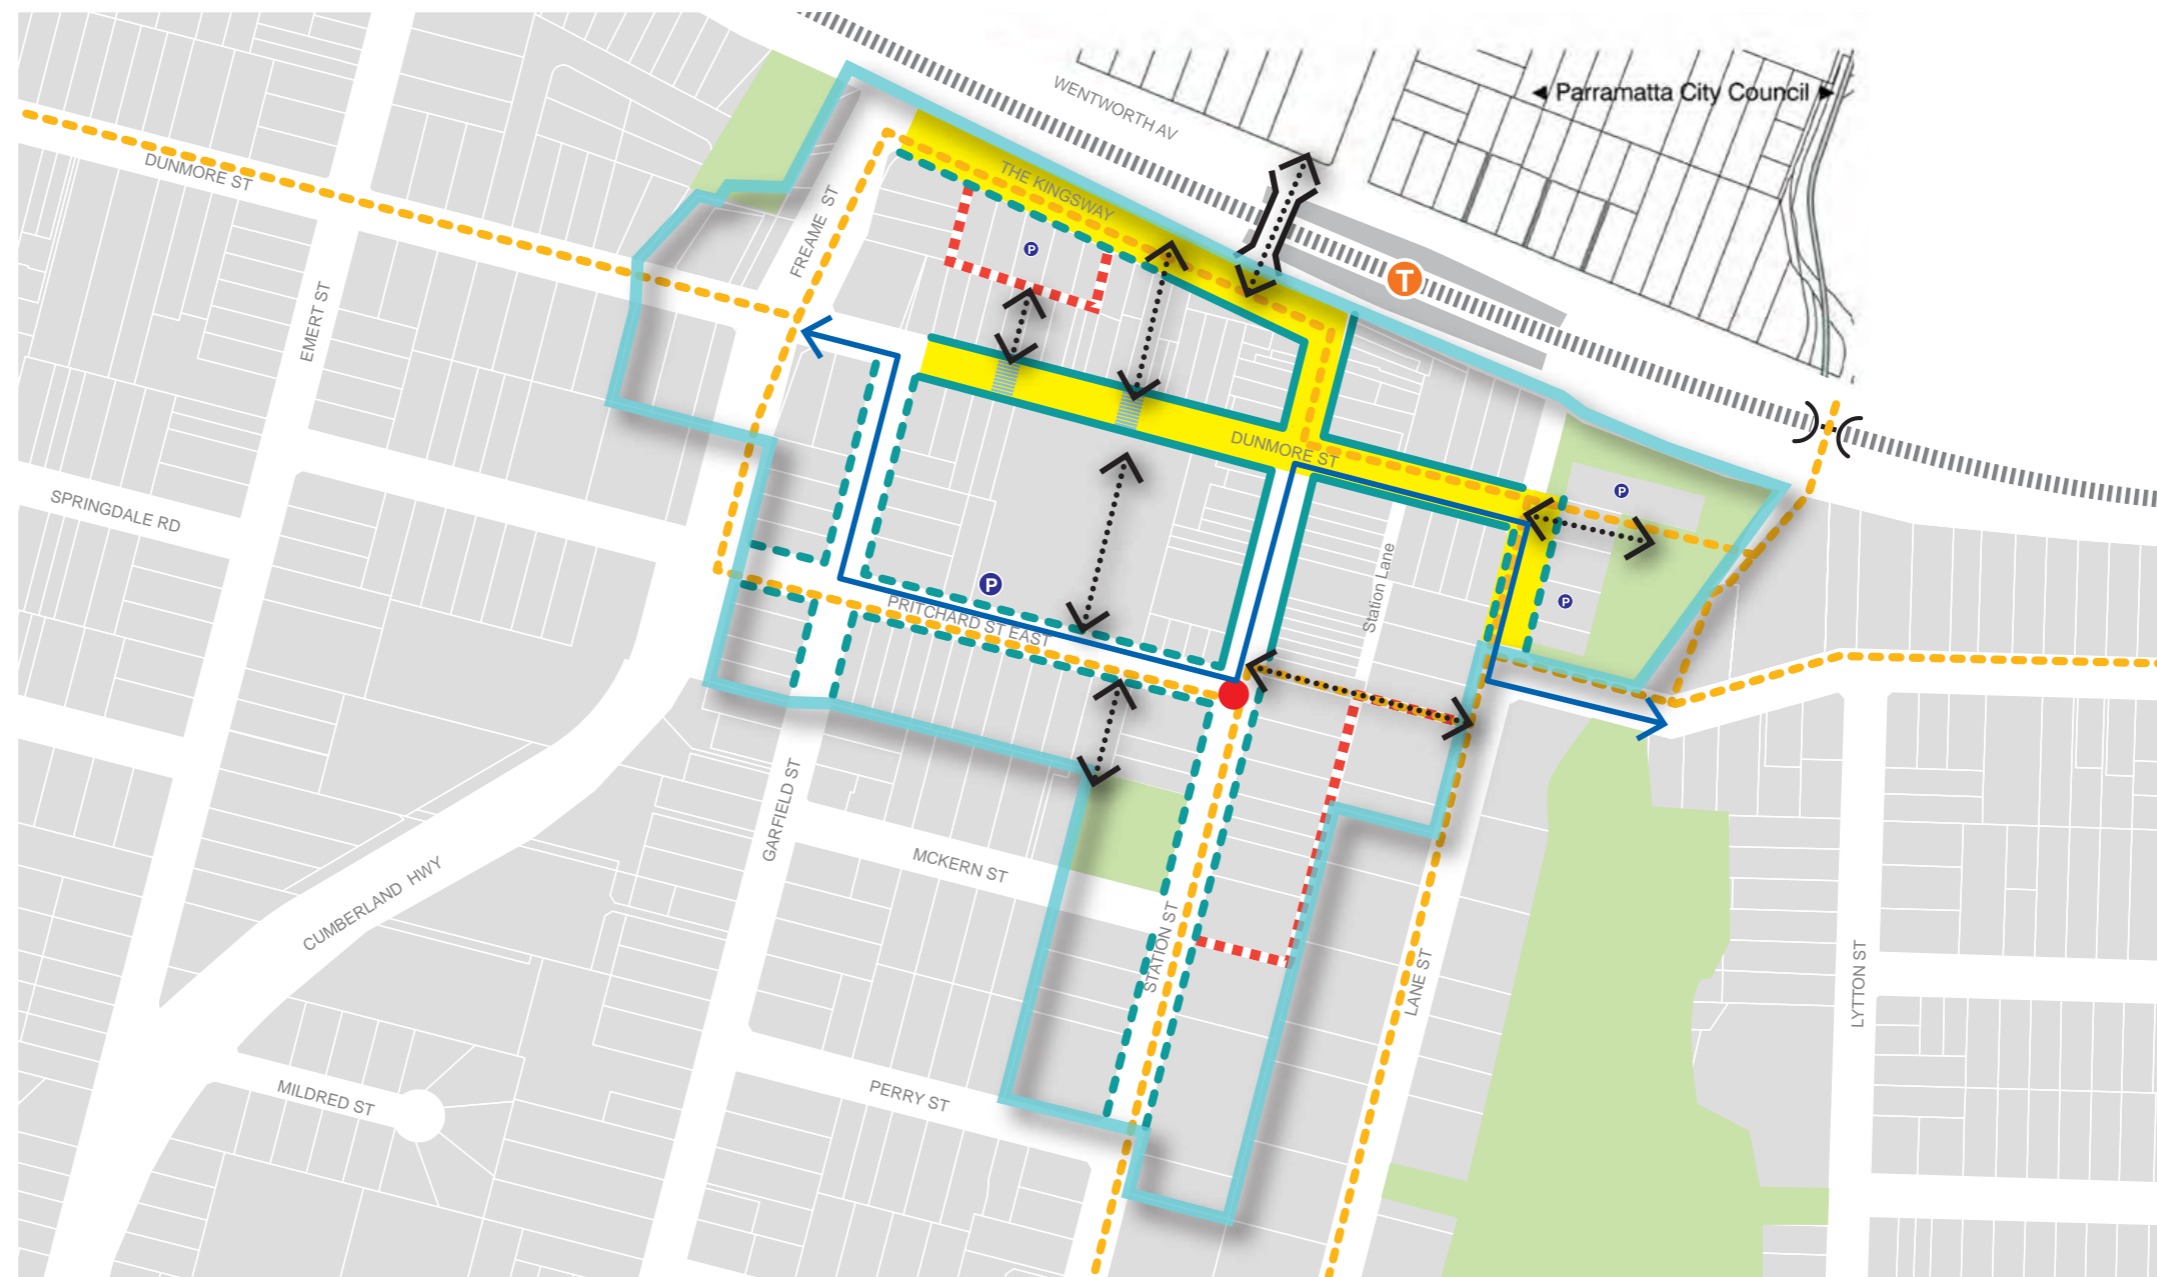 WENTWORTH AV
◄ Parramatta City Council ►
DUNMORE ST
THE KINGSWAY
FREAME ST
P
T
EMERT ST
DUNMORE ST
P
SPRINGDALE RD
Station Lane
P
P
PRITCHARD ST EAST
GARFIELD ST
MCKERN ST
CUMBERLAND HWY
STATION ST
LANE ST
LYTTON ST
MILDRED ST
PERRY ST